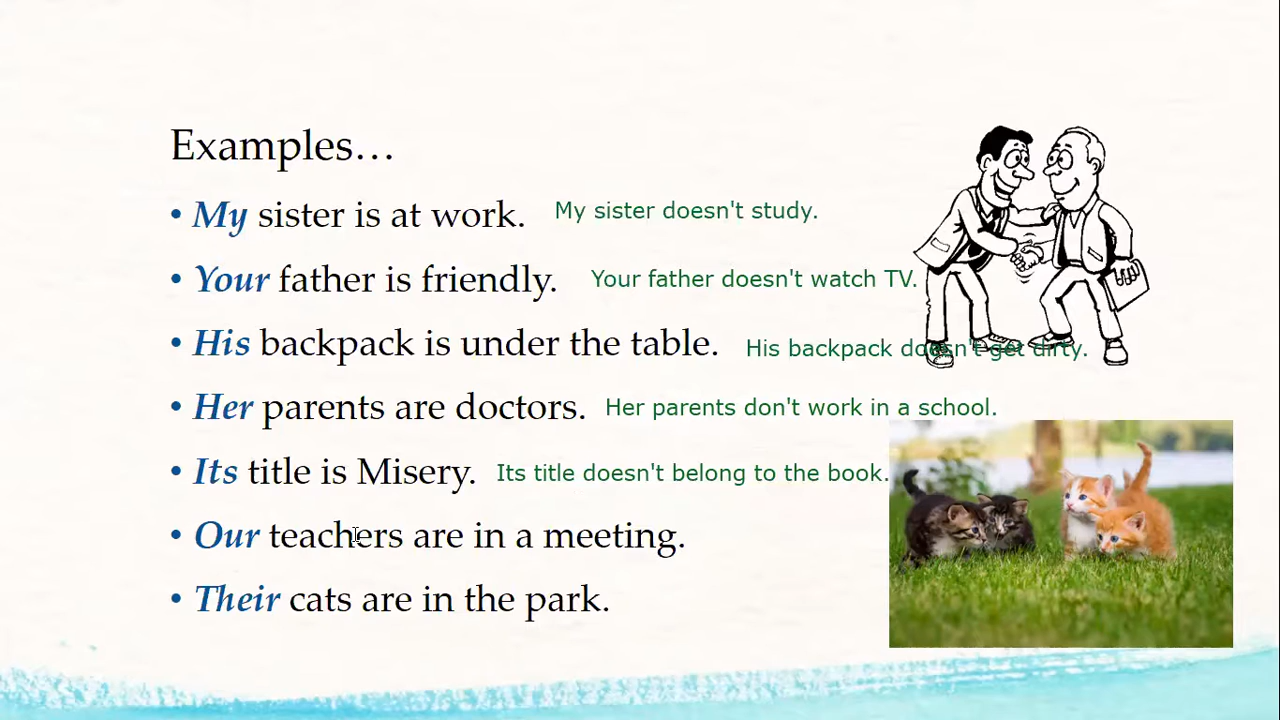 Examples…
• My sister is at work. My sister doesn't study.
• Your father is friendly. Your father doesn't watch TV.
• His backpack is under the table. His backpack doesn't get dirty.
• Her parents are doctors. Her parents don't work in a school.
• Its title is Misery. Its title doesn't belong to the book.
• Our teachers are in a meeting.
• Their cats are in the park.